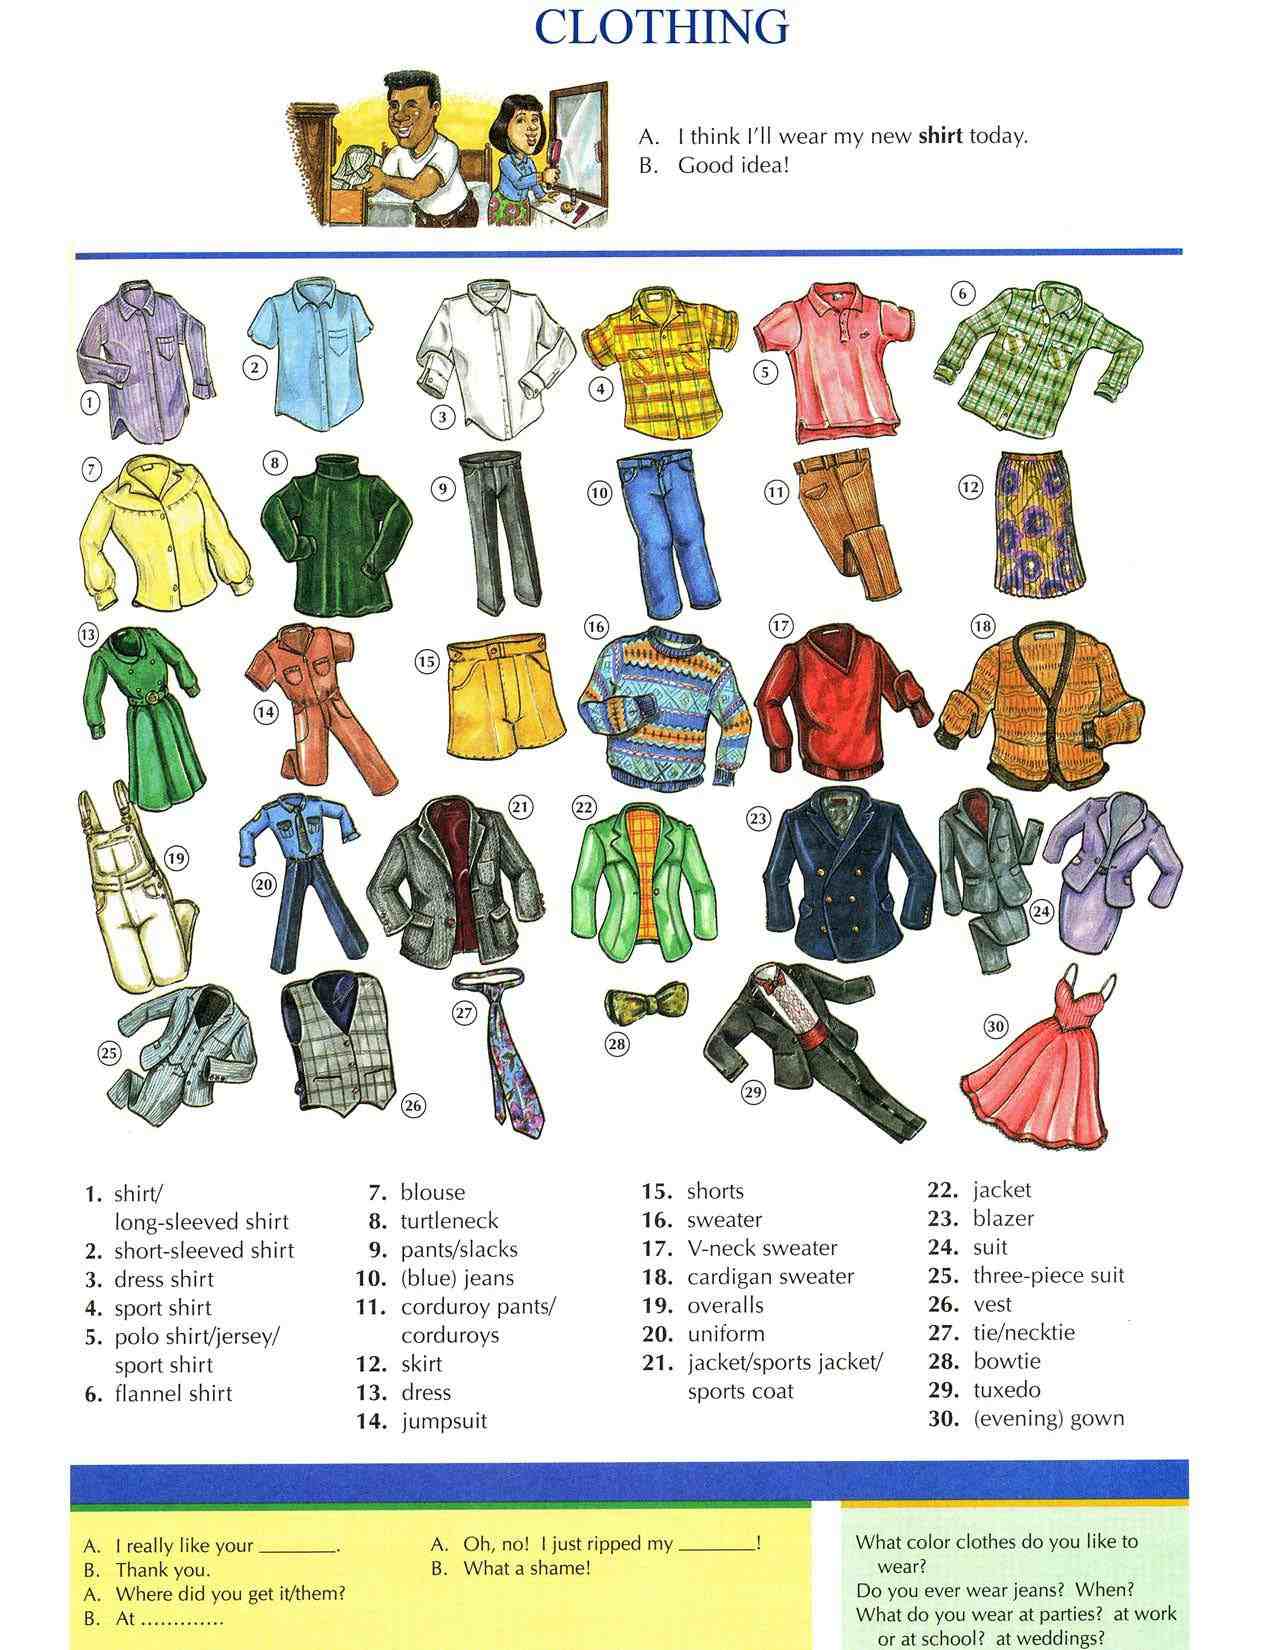 CLOTHING
A. I think I'll wear my new shirt today.
B. Good idea!
1
2
3
4
5
6
7
8
9
10
11
12
13
14
15
16
17
18
19
20
21
22
23
24
25
26
27
28
29
30
1. shirt/
long-sleeved shirt
2. short-sleeved shirt
3. dress shirt
4. sport shirt
5. polo shirt/jersey/
sport shirt
6. flannel shirt
7. blouse
8. turtleneck
9. pants/slacks
10. (blue) jeans
11. corduroy pants/
corduroys
12. skirt
13. dress
14. jumpsuit
15. shorts
16. sweater
17. V-neck sweater
18. cardigan sweater
19. overalls
20. uniform
21. jacket/sports jacket/
sports coat
22. jacket
23. blazer
24. suit
25. three-piece suit
26. vest
27. tie/necktie
28. bowtie
29. tuxedo
30. (evening) gown
A. I really like your ________.
B. Thank you.
A. Where did you get it/them?
B. At .............
A. Oh, no! I just ripped my ________!
B. What a shame!
What color clothes do you like to
wear?
Do you ever wear jeans? When?
What do you wear at parties? at work
or at school? at weddings?